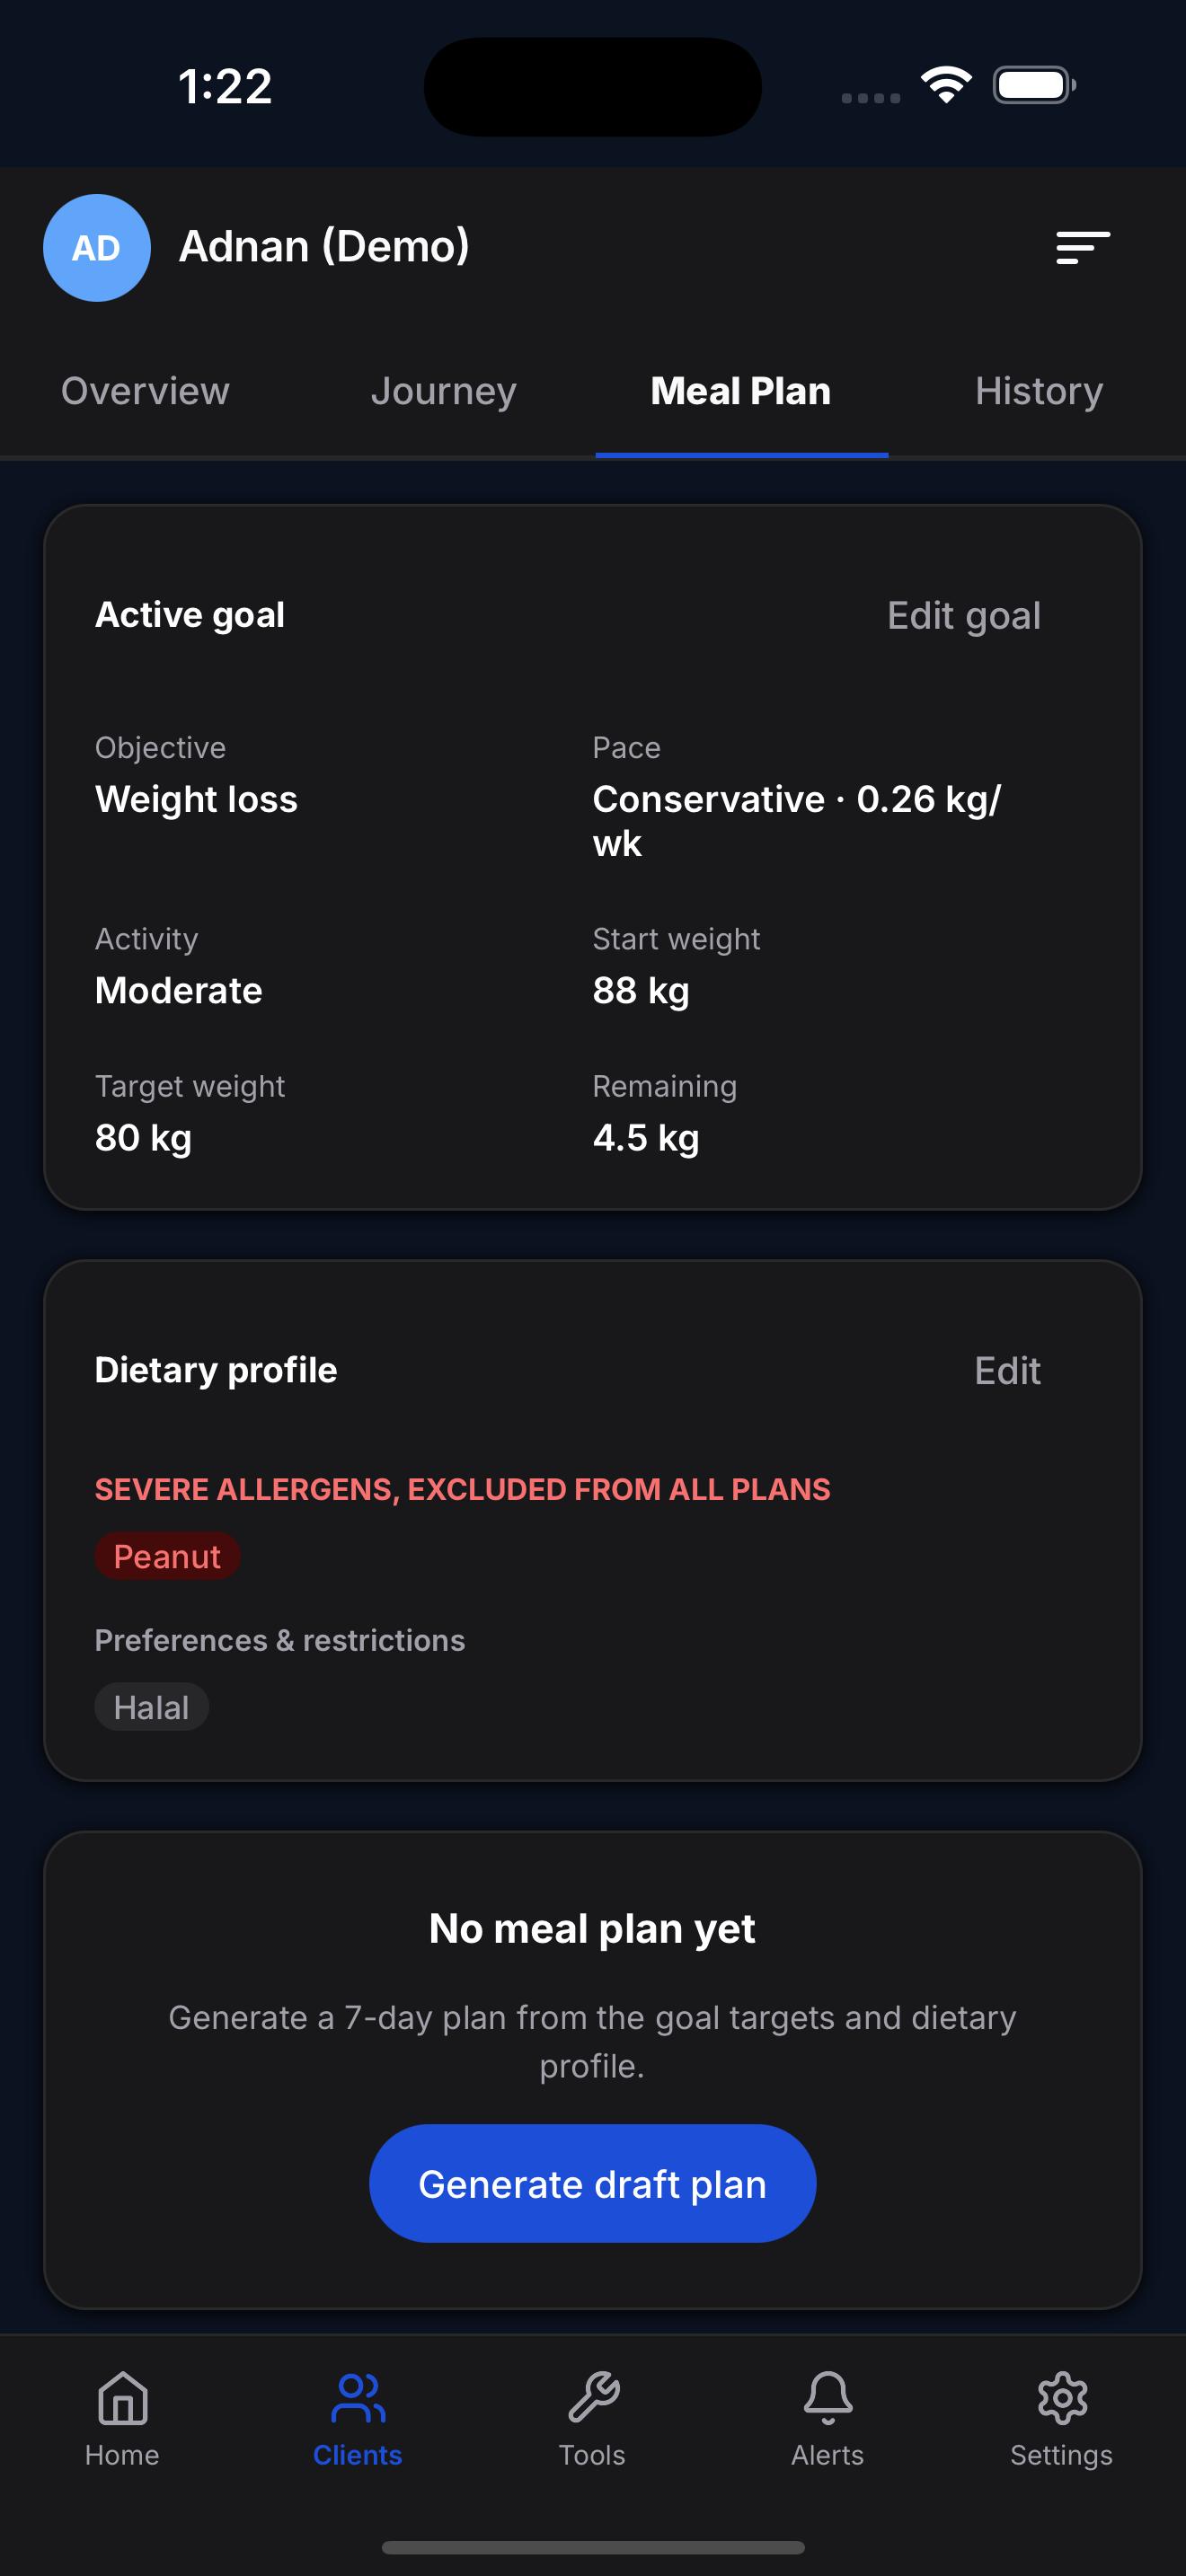 1:22
AD
Adnan (Demo)
Overview
Journey
Meal Plan
History
Active goal
Edit goal
Objective
Weight loss
Pace
Conservative · 0.26 kg/
wk
Activity
Moderate
Start weight
88 kg
Target weight
80 kg
Remaining
4.5 kg
Dietary profile
Edit
SEVERE ALLERGENS, EXCLUDED FROM ALL PLANS
Peanut
Preferences & restrictions
Halal
No meal plan yet
Generate a 7-day plan from the goal targets and dietary
profile.
Generate draft plan
Home
Clients
Tools
Alerts
Settings